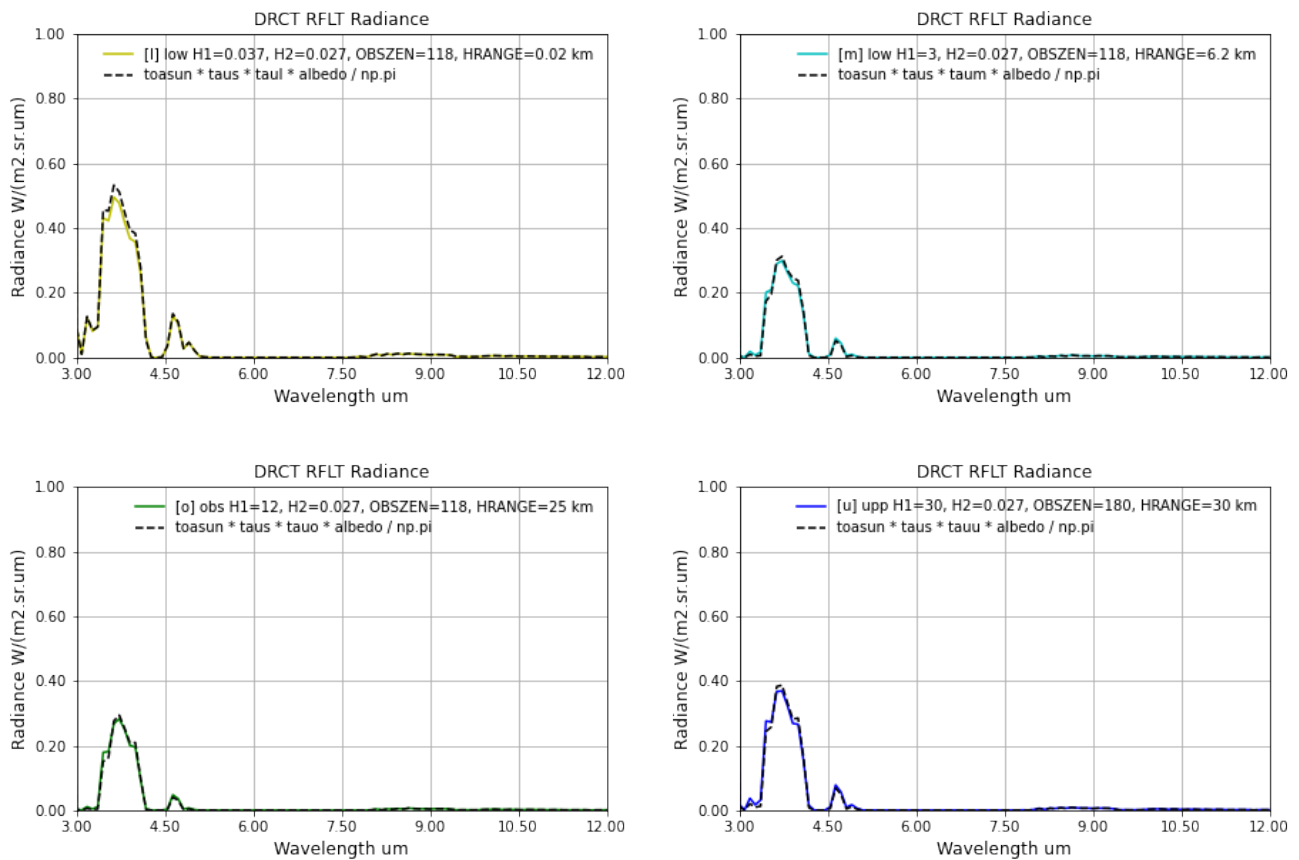 DRCT RFLT Radiance
1.00
0.80
0.60
0.40
0.20
0.00
Radiance W/(m2.sr.um)
[l] low H1=0.037, H2=0.027, OBSZEN=118, HRANGE=0.02 km
toasun * taus * taul * albedo / np.pi
3.00 4.50 6.00 7.50 9.00 10.50 12.00
Wavelength um
DRCT RFLT Radiance
1.00
0.80
0.60
0.40
0.20
0.00
Radiance W/(m2.sr.um)
[m] low H1=3, H2=0.027, OBSZEN=118, HRANGE=6.2 km
toasun * taus * taum * albedo / np.pi
3.00 4.50 6.00 7.50 9.00 10.50 12.00
Wavelength um
DRCT RFLT Radiance
1.00
0.80
0.60
0.40
0.20
0.00
Radiance W/(m2.sr.um)
[o] obs H1=12, H2=0.027, OBSZEN=118, HRANGE=25 km
toasun * taus * tauo * albedo / np.pi
3.00 4.50 6.00 7.50 9.00 10.50 12.00
Wavelength um
DRCT RFLT Radiance
1.00
0.80
0.60
0.40
0.20
0.00
Radiance W/(m2.sr.um)
[u] upp H1=30, H2=0.027, OBSZEN=180, HRANGE=30 km
toasun * taus * tauu * albedo / np.pi
3.00 4.50 6.00 7.50 9.00 10.50 12.00
Wavelength um